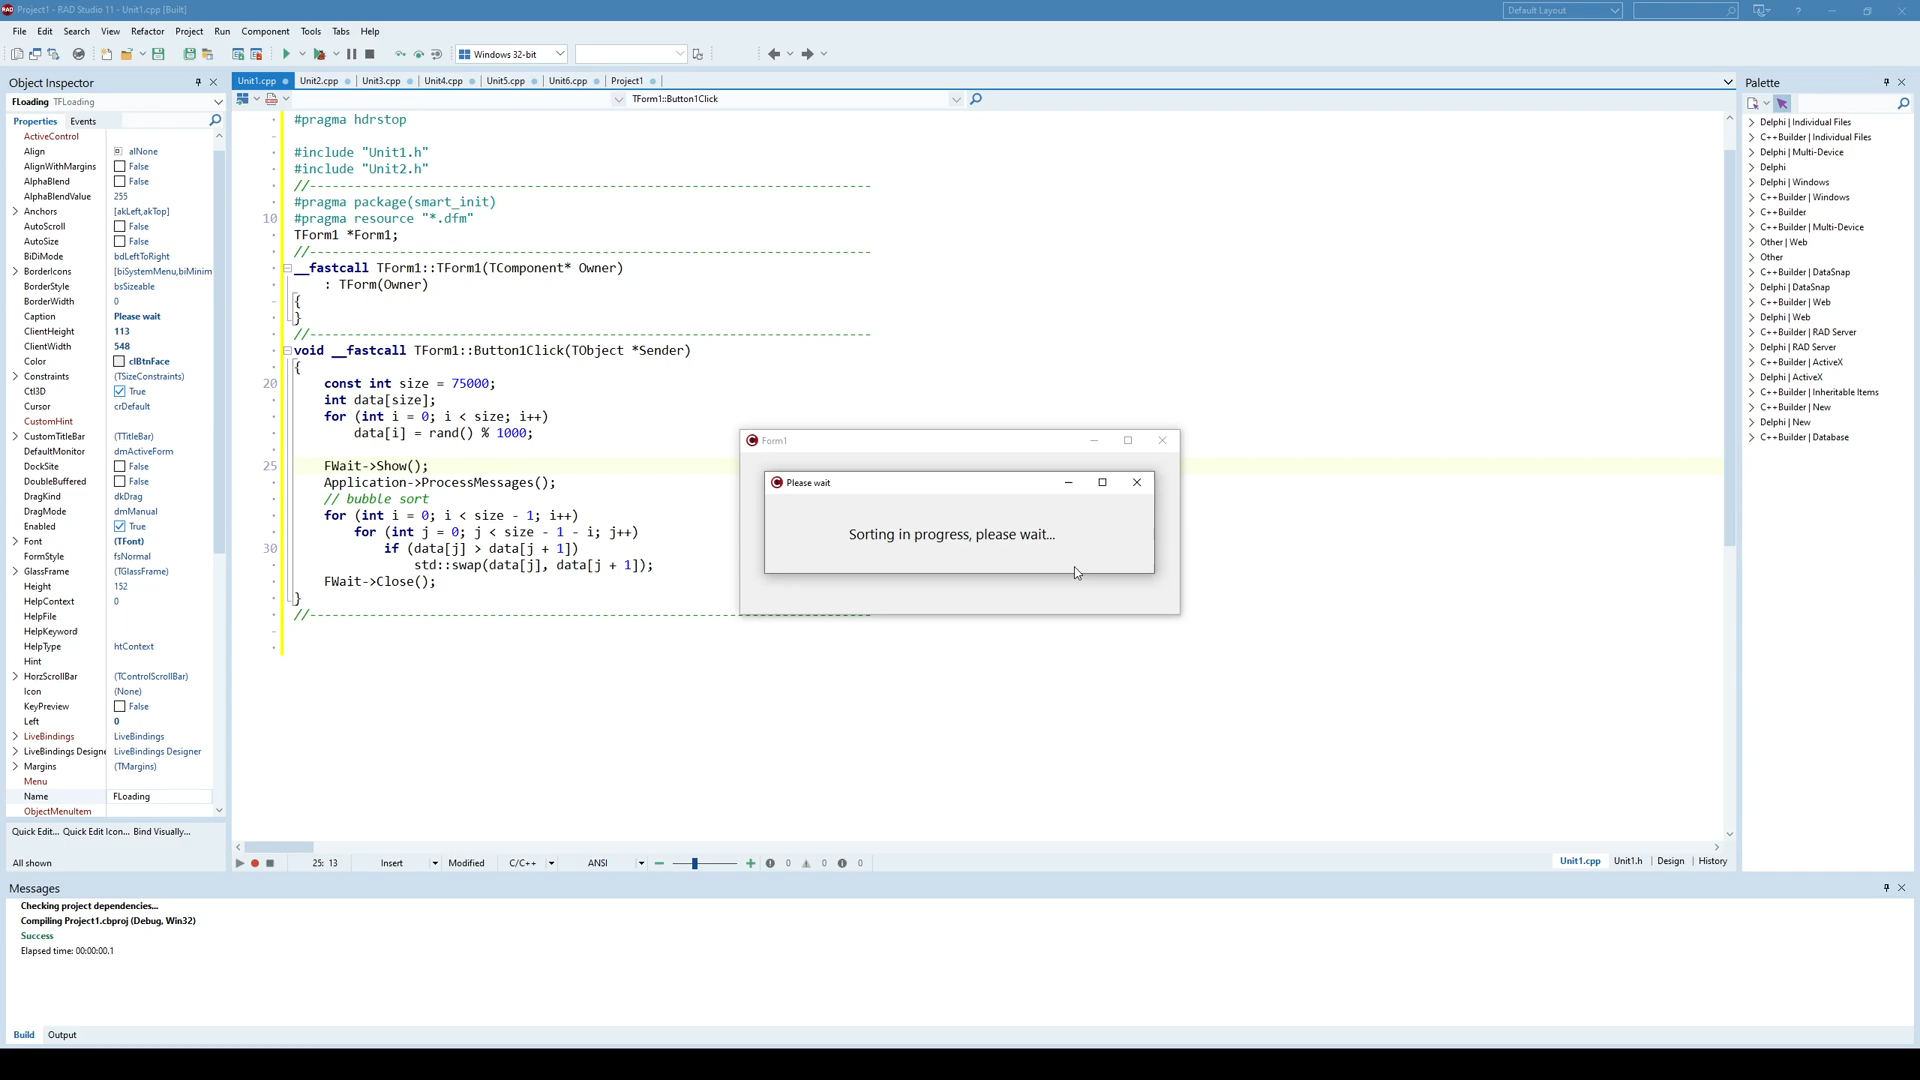 Project1 - RAD Studio 11 - Unit1.cpp [Built]
Default Layout
?
File Edit Search View Refactor Project Run Component Tools Tabs Help
Windows 32-bit
Object Inspector
FLoading TFLoading
Properties Events
ActiveControl
Align alNone
AlignWithMargins False
AlphaBlend False
AlphaBlendValue 255
Anchors [akLeft,akTop]
AutoScroll False
AutoSize False
BiDiMode bdLeftToRight
BorderIcons [biSystemMenu,biMinim
BorderStyle bsSizeable
BorderWidth 0
Caption Please wait
ClientHeight 113
ClientWidth 548
Color clBtnFace
Constraints (TSizeConstraints)
Ctl3D True
Cursor crDefault
CustomHint
CustomTitleBar (TTitleBar)
DefaultMonitor dmActiveForm
DockSite False
DoubleBuffered False
DragKind dkDrag
DragMode dmManual
Enabled True
Font (TFont)
FormStyle fsNormal
GlassFrame (TGlassFrame)
Height 152
HelpContext 0
HelpFile
HelpKeyword
HelpType htContext
Hint
HorzScrollBar (TControlScrollBar)
Icon (None)
KeyPreview False
Left 0
LiveBindings LiveBindings
LiveBindings Designe LiveBindings Designer
Margins (TMargins)
Menu
Name FLoading
ObjectMenuItem
Quick Edit... Quick Edit Icon... Bind Visually...
All shown
Unit1.cpp Unit2.cpp Unit3.cpp Unit4.cpp Unit5.cpp Unit6.cpp Project1
TForm1::Button1Click
#pragma hdrstop
#include "Unit1.h"
#include "Unit2.h"
//---------------------------------------------------------------------------
#pragma package(smart_init)
10 #pragma resource "*.dfm"
TForm1 *Form1;
//---------------------------------------------------------------------------
__fastcall TForm1::TForm1(TComponent* Owner)
: TForm(Owner)
{
}
//---------------------------------------------------------------------------
void __fastcall TForm1::Button1Click(TObject *Sender)
{
20 const int size = 75000;
int data[size];
for (int i = 0; i < size; i++)
data[i] = rand() % 1000;
25 FWait->Show();
Application->ProcessMessages();
// bubble sort
for (int i = 0; i < size - 1; i++)
for (int j = 0; j < size - 1 - i; j++)
30 if (data[j] > data[j + 1])
std::swap(data[j], data[j + 1]);
FWait->Close();
}
//---------------------------------------------------------------------------
Form1
Please wait
Sorting in progress, please wait...
25: 13 Insert Modified C/C++ ANSI 0 0 0
Unit1.cpp Unit1.h Design History
Palette
Delphi | Individual Files
C++Builder | Individual Files
Delphi | Multi-Device
Delphi
Delphi | Windows
C++Builder | Windows
C++Builder
C++Builder | Multi-Device
Other | Web
Other
C++Builder | DataSnap
Delphi | DataSnap
C++Builder | Web
Delphi | Web
C++Builder | RAD Server
Delphi | RAD Server
C++Builder | ActiveX
Delphi | ActiveX
C++Builder | Inheritable Items
C++Builder | New
Delphi | New
C++Builder | Database
Messages
Checking project dependencies...
Compiling Project1.cbproj (Debug, Win32)
Success
Elapsed time: 00:00:00.1
Build Output